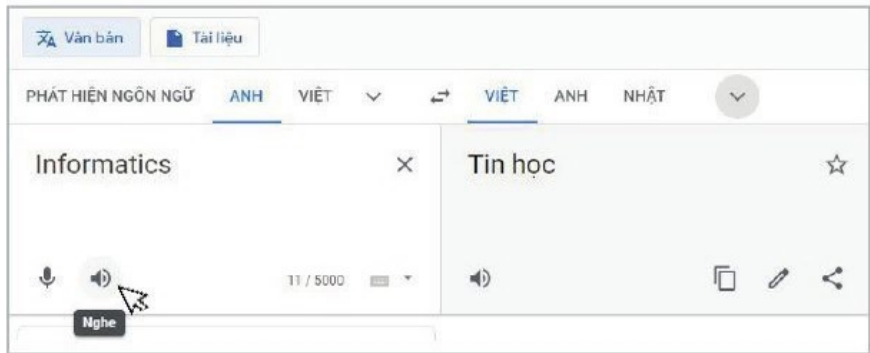 Văn bản
Tài liệu
PHÁT HIỆN NGÔN NGỮ ANH VIỆT VIỆT ANH NHẬT
Informatics Tin học
11 / 5000
Nghe